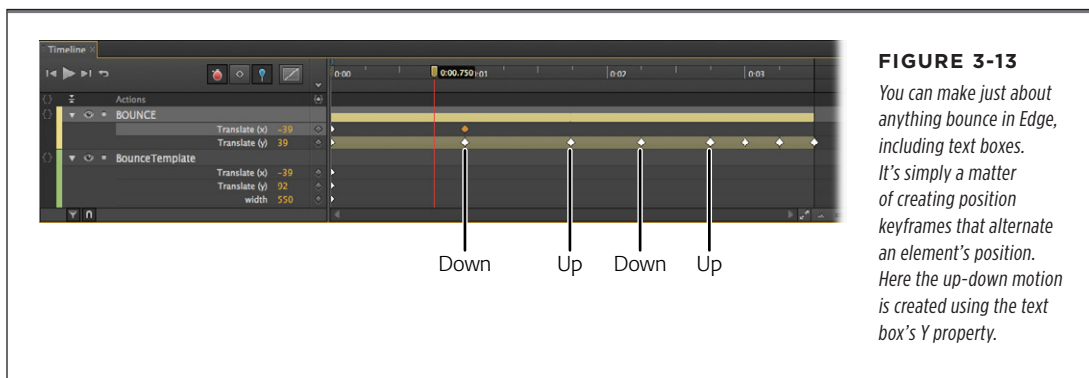 Timeline
0:00
0:00.750
0:01
0:02
0:03
Actions
BOUNCE
Translate (x) -39
Translate (y) 39
BounceTemplate
Translate (x) -39
Translate (y) 92
width 550
Down Up Down Up
FIGURE 3-13
You can make just about
anything bounce in Edge,
including text boxes.
It's simply a matter
of creating position
keyframes that alternate
an element's position.
Here the up-down motion
is created using the text
box's Y property.